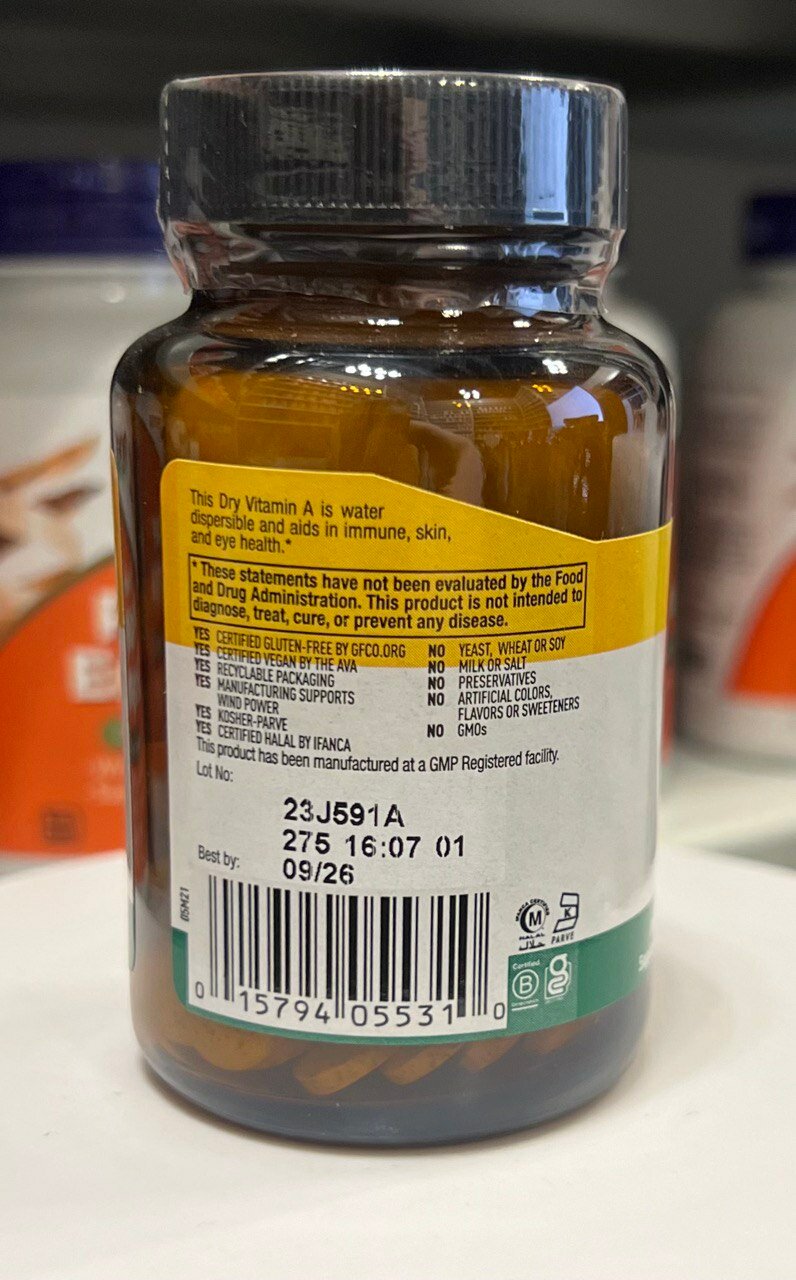 This Dry Vitamin A is water
dispersible and aids in immune, skin,
and eye health.*
*These statements have not been evaluated by the Food
and Drug Administration. This product is not intended to
diagnose, treat, cure, or prevent any disease.
YES CERTIFIED GLUTEN-FREE BY GFCO.ORG
YES CERTIFIED VEGAN BY THE AVA
YES RECYCLABLE PACKAGING
YES MANUFACTURING SUPPORTS
WIND POWER
YES KOSHER-PARVE
YES CERTIFIED HALAL BY IFANCA
NO YEAST, WHEAT OR SOY
NO MILK OR SALT
NO PRESERVATIVES
NO ARTIFICIAL COLORS,
FLAVORS OR SWEETENERS
NO GMOs
This product has been manufactured at a GMP Registered facility.
Lot No:
23J591A
275 16:07 01
Best by:
09/26
05M21
0 15794 05531 0
IFANCA CERTIFIED
M
HALAL
حلال
K
PARVE
Certified
B
Corporation
g